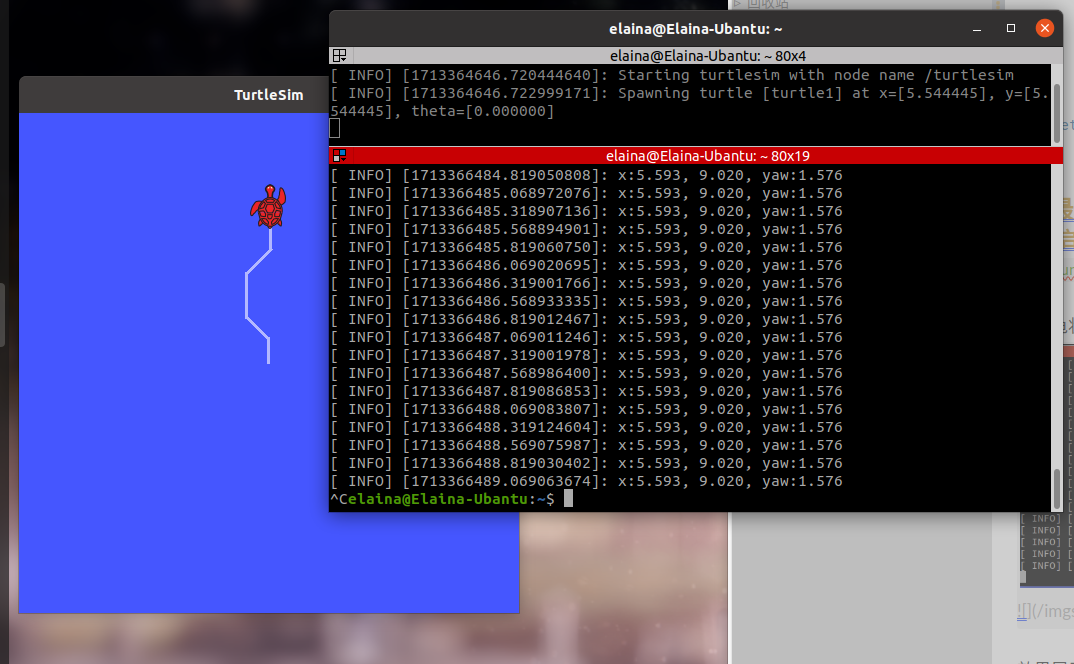 回收站
elaina@Elaina-Ubantu: ~
elaina@Elaina-Ubantu: ~ 80x4
[ INFO] [1713364646.720444640]: Starting turtlesim with node name /turtlesim
[ INFO] [1713364646.722999171]: Spawning turtle [turtle1] at x=[5.544445], y=[5.
544445], theta=[0.000000]
TurtleSim
elaina@Elaina-Ubantu: ~ 80x19
[ INFO] [1713366484.819050808]: x:5.593, 9.020, yaw:1.576
[ INFO] [1713366485.068972076]: x:5.593, 9.020, yaw:1.576
[ INFO] [1713366485.318907136]: x:5.593, 9.020, yaw:1.576
[ INFO] [1713366485.568894901]: x:5.593, 9.020, yaw:1.576
[ INFO] [1713366485.819060750]: x:5.593, 9.020, yaw:1.576
[ INFO] [1713366486.069020695]: x:5.593, 9.020, yaw:1.576
[ INFO] [1713366486.319001766]: x:5.593, 9.020, yaw:1.576
[ INFO] [1713366486.568933335]: x:5.593, 9.020, yaw:1.576
[ INFO] [1713366486.819012467]: x:5.593, 9.020, yaw:1.576
[ INFO] [1713366487.069011246]: x:5.593, 9.020, yaw:1.576
[ INFO] [1713366487.319001978]: x:5.593, 9.020, yaw:1.576
[ INFO] [1713366487.568986400]: x:5.593, 9.020, yaw:1.576
[ INFO] [1713366487.819086853]: x:5.593, 9.020, yaw:1.576
[ INFO] [1713366488.069083807]: x:5.593, 9.020, yaw:1.576
[ INFO] [1713366488.319124604]: x:5.593, 9.020, yaw:1.576
[ INFO] [1713366488.569075987]: x:5.593, 9.020, yaw:1.576
[ INFO] [1713366488.819030402]: x:5.593, 9.020, yaw:1.576
[ INFO] [1713366489.069063674]: x:5.593, 9.020, yaw:1.576
^Celaina@Elaina-Ubantu:~$
[ INFO] [
[ INFO] [
[ INFO] [
[ INFO] [
[ INFO] [
![](/imgs